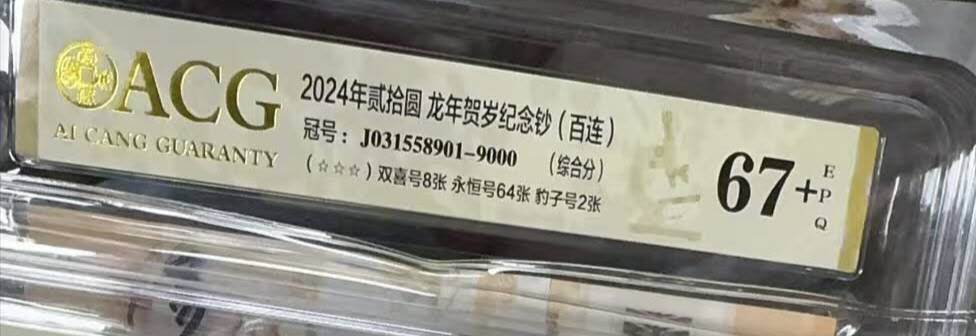 ACG
AI CANG GUARANTY
2024年贰拾圆 龙年贺岁纪念钞（百连）
冠号：J031558901-9000 （综合分）
（☆☆☆）双喜号8张 永恒号64张 豹子号2张
67+
EPQ